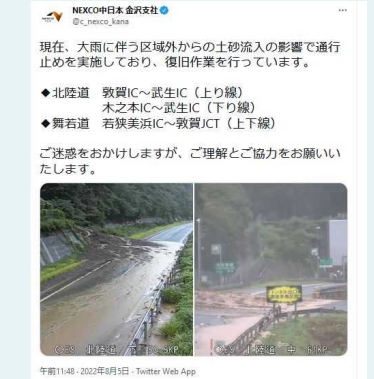 NEXCO中日本 金沢支社
@c_nexco_kana
現在、大雨に伴う区域外からの土砂流入の影響で通行
止めを実施しており、復旧作業を行っています。
◆北陸道 敦賀IC～武生IC（上り線）
木之本IC～武生IC（下り線）
◆舞若道 若狭美浜IC～敦賀JCT（上下線）
ご迷惑をおかけしますが、ご理解とご協力をお願いい
たします。
午前11:48 · 2022年8月5日 · Twitter Web App